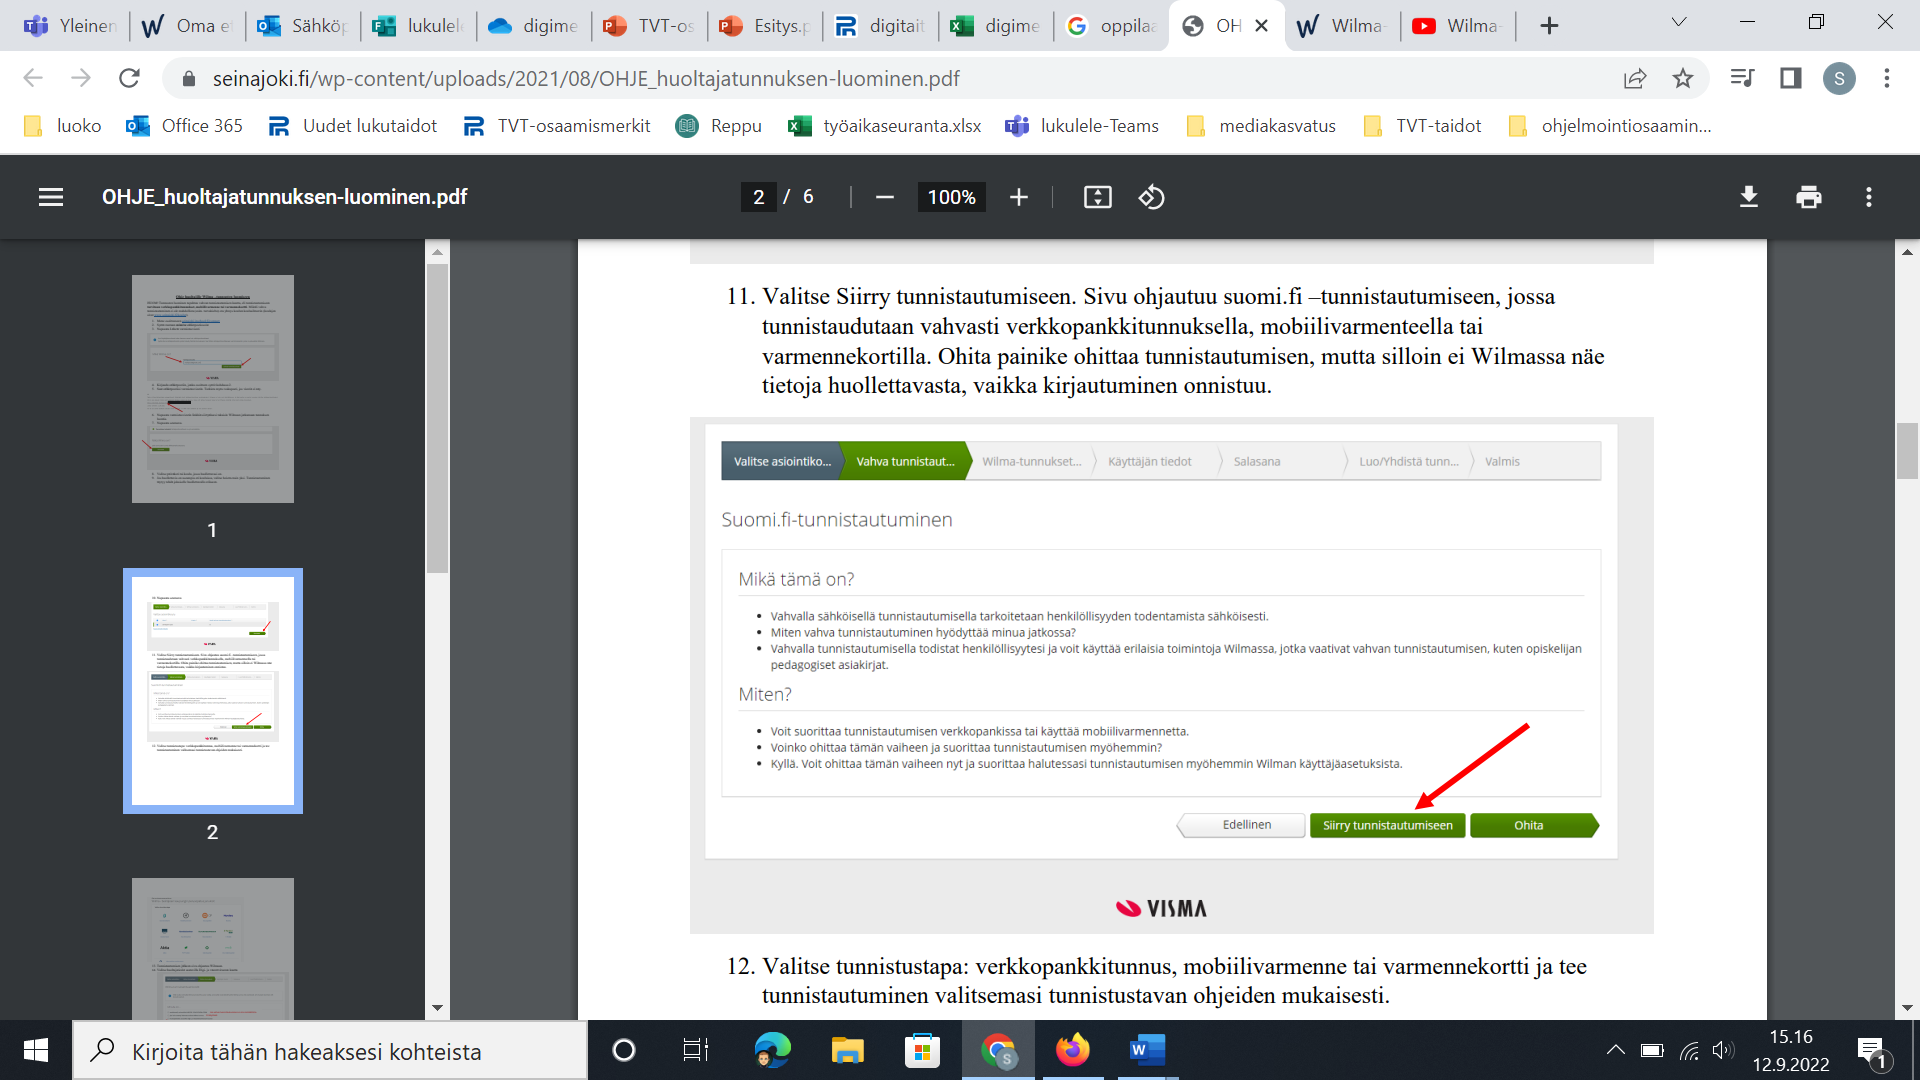 Yleinen
Oma e
Sähköp
lukulel
digime
TVT-os
Esitys.p
digitait
digime
oppilaa
OH
Wilma-
Wilma-
seinajoki.fi/wp-content/uploads/2021/08/OHJE_huoltajatunnuksen-luominen.pdf
S
luoko
Office 365
Uudet lukutaidot
TVT-osaamismerkit
Reppu
työaikaseuranta.xlsx
lukulele-Teams
mediakasvatus
TVT-taidot
ohjelmointiosaamin...
OHJE_huoltajatunnuksen-luominen.pdf
2 / 6
100%
1
2
11. Valitse Siirry tunnistautumiseen. Sivu ohjautuu suomi.fi –tunnistautumiseen, jossa
tunnistaudutaan vahvasti verkkopankkitunnuksella, mobiilivarmenteella tai
varmennekortilla. Ohita painike ohittaa tunnistautumisen, mutta silloin ei Wilmassa näe
tietoja huollettavasta, vaikka kirjautuminen onnistuu.
Valitse asiointiko...
Vahva tunnistaut...
Wilma-tunnukset...
Käyttäjän tiedot
Salasana
Luo/Yhdistä tunn...
Valmis
Suomi.fi-tunnistautuminen
Mikä tämä on?
• Vahvalla sähköisellä tunnistautumisella tarkoitetaan henkilöllisyyden todentamista sähköisesti.
• Miten vahva tunnistautuminen hyödyttää minua jatkossa?
• Vahvalla tunnistautumisella todistat henkilöllisyytesi ja voit käyttää erilaisia toimintoja Wilmassa, jotka vaativat vahvan tunnistautumisen, kuten opiskelijan
pedagogiset asiakirjat.
Miten?
• Voit suorittaa tunnistautumisen verkkopankissa tai käyttää mobiilivarmennetta.
• Voinko ohittaa tämän vaiheen ja suorittaa tunnistautumisen myöhemmin?
• Kyllä. Voit ohittaa tämän vaiheen nyt ja suorittaa halutessasi tunnistautumisen myöhemmin Wilman käyttäjäasetuksista.
Edellinen
Siirry tunnistautumiseen
Ohita
VISMA
12. Valitse tunnistustapa: verkkopankkitunnus, mobiilivarmenne tai varmennekortti ja tee
tunnistautuminen valitsemasi tunnistustavan ohjeiden mukaisesti.
Kirjoita tähän hakeaksesi kohteista
15.16
12.9.2022
1